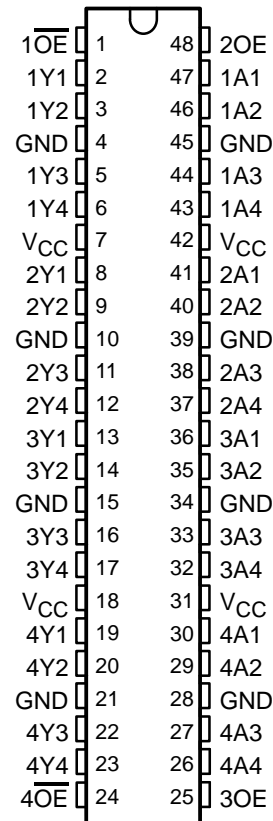 1O̅E̅ 1 48 2OE
1Y1 2 47 1A1
1Y2 3 46 1A2
GND 4 45 GND
1Y3 5 44 1A3
1Y4 6 43 1A4
VCC 7 42 VCC
2Y1 8 41 2A1
2Y2 9 40 2A2
GND 10 39 GND
2Y3 11 38 2A3
2Y4 12 37 2A4
3Y1 13 36 3A1
3Y2 14 35 3A2
GND 15 34 GND
3Y3 16 33 3A3
3Y4 17 32 3A4
VCC 18 31 VCC
4Y1 19 30 4A1
4Y2 20 29 4A2
GND 21 28 GND
4Y3 22 27 4A3
4Y4 23 26 4A4
4O̅E̅ 24 25 3OE